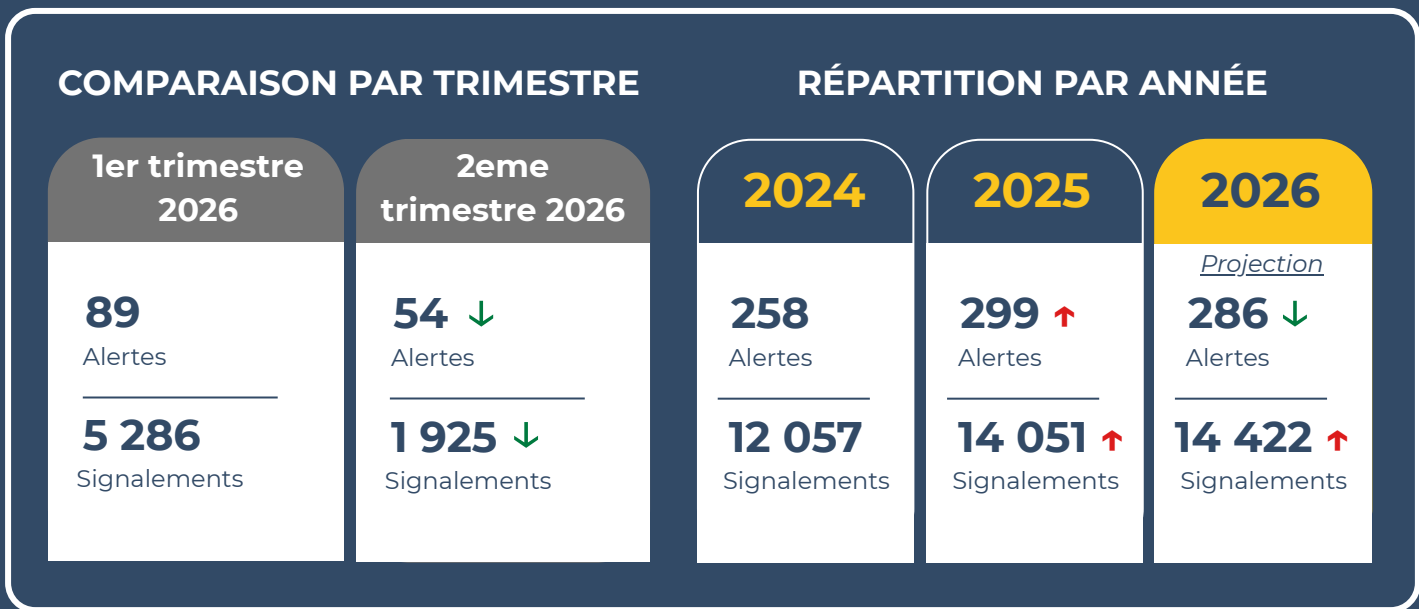 COMPARAISON PAR TRIMESTRE
1er trimestre
2026
89
Alertes
5 286
Signalements
2eme
trimestre 2026
54
Alertes
1 925
Signalements
RÉPARTITION PAR ANNÉE
2024
258
Alertes
12 057
Signalements
2025
299
Alertes
14 051
Signalements
2026
Projection
286
Alertes
14 422
Signalements